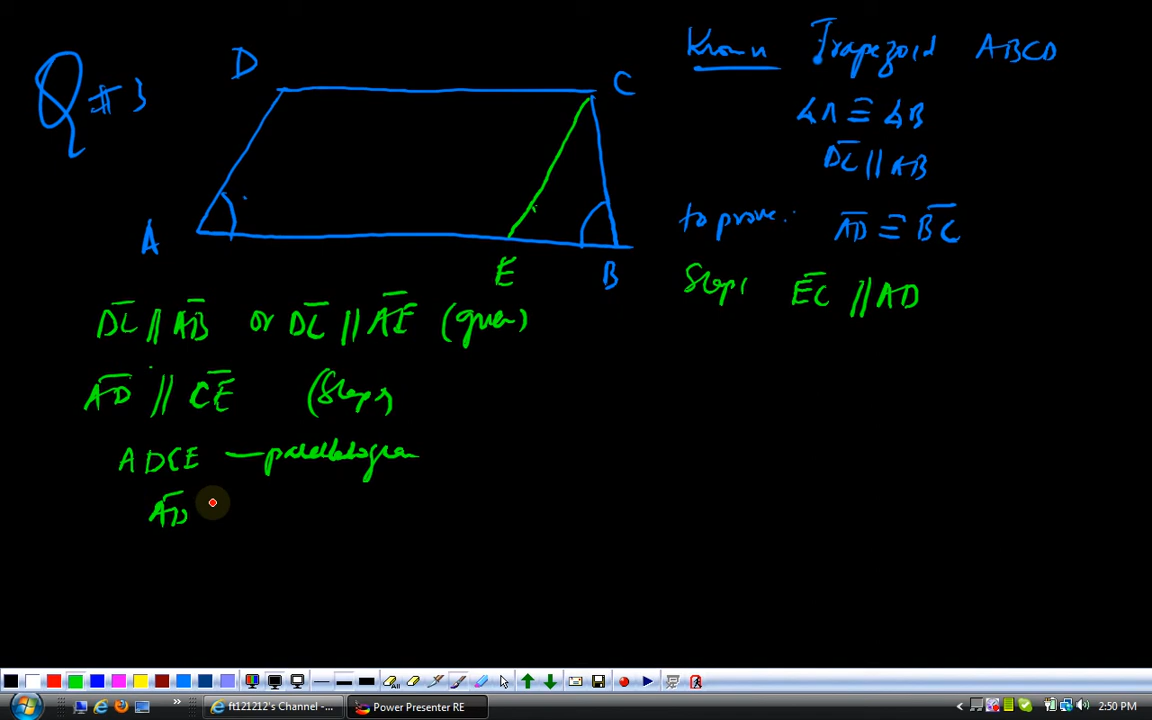 Q #3
D
C
A
E
B
Known Trapezoid ABCD
∡A ≅ ∡B
DC || AB
to prove: AD ≅ BC
Step1 EC || AD
DC || AB or DC || AE (given)
AD || CE (Step1)
ADCE — parallelogram
AD
ft121212's Channel - ...
Power Presenter RE
2:50 PM